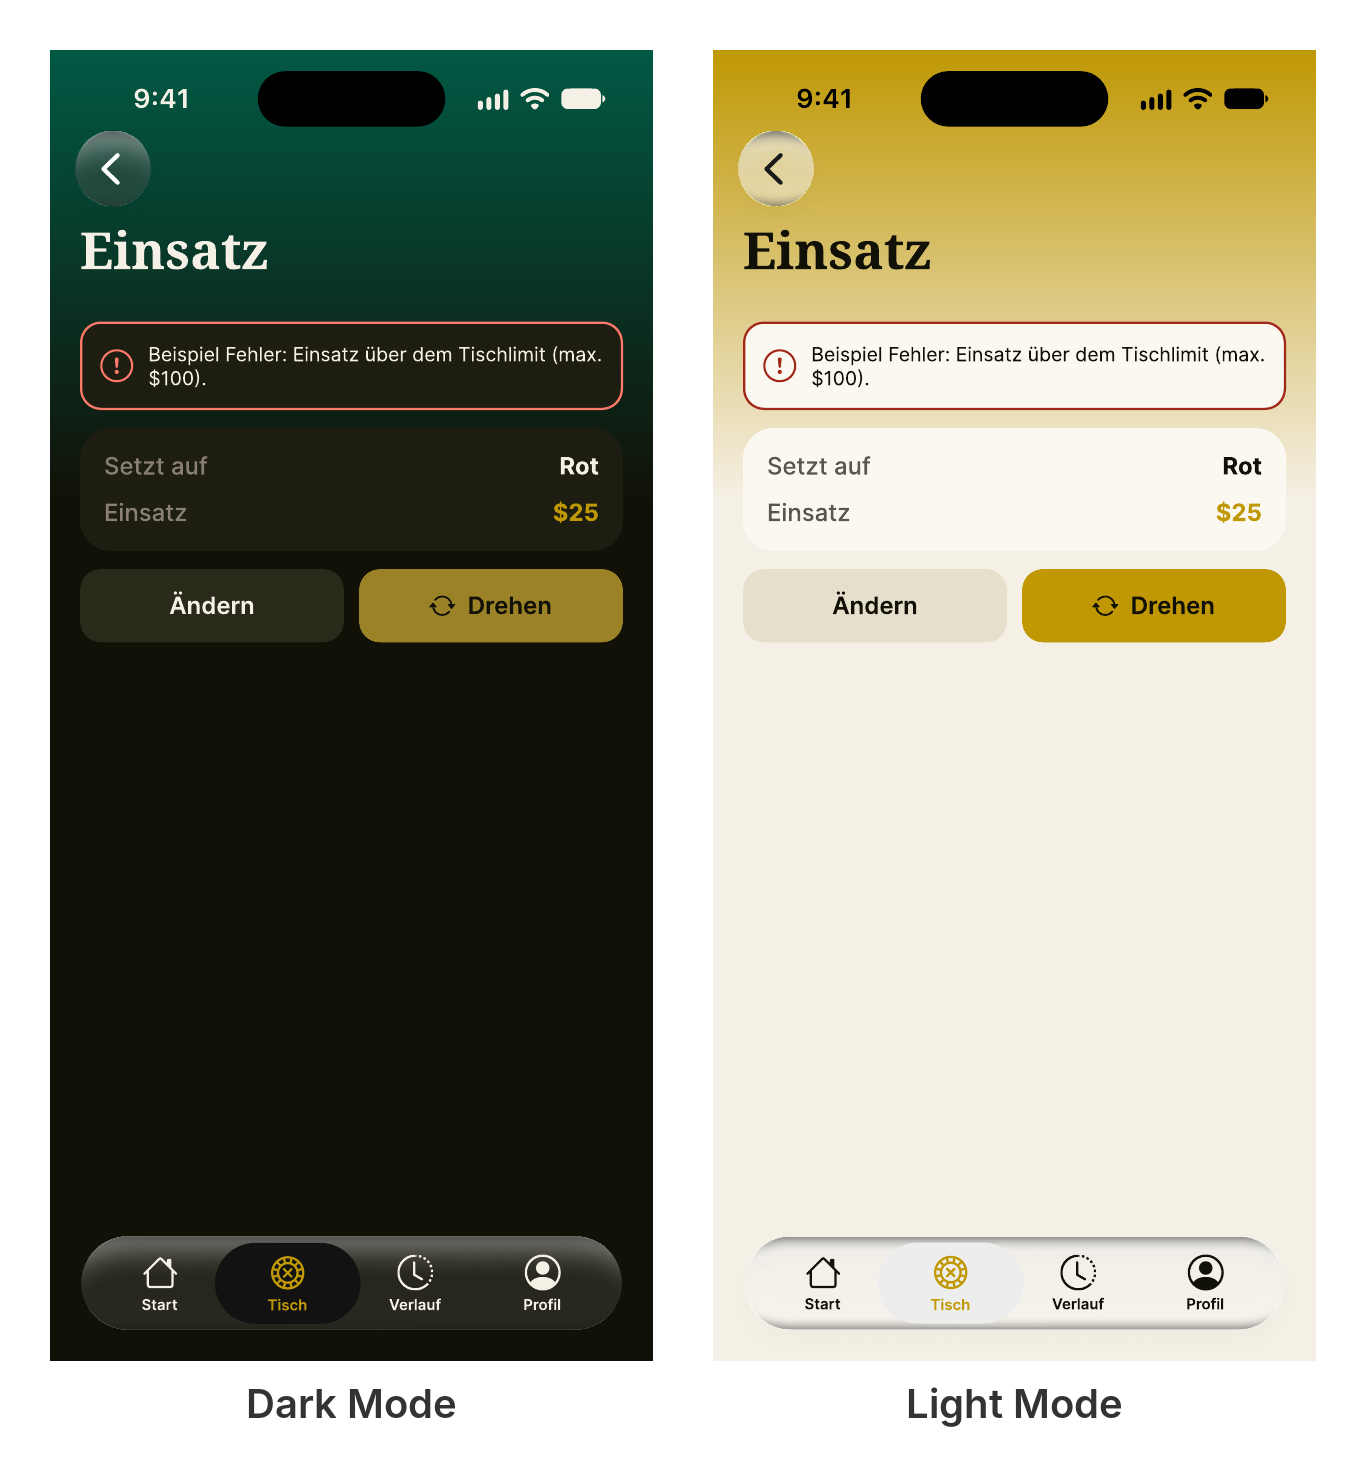 9:41
Einsatz
Beispiel Fehler: Einsatz über dem Tischlimit (max.
$100).
Setzt auf Rot
Einsatz $25
Ändern Drehen
Start Tisch Verlauf Profil
Dark Mode
9:41
Einsatz
Beispiel Fehler: Einsatz über dem Tischlimit (max.
$100).
Setzt auf Rot
Einsatz $25
Ändern Drehen
Start Tisch Verlauf Profil
Light Mode